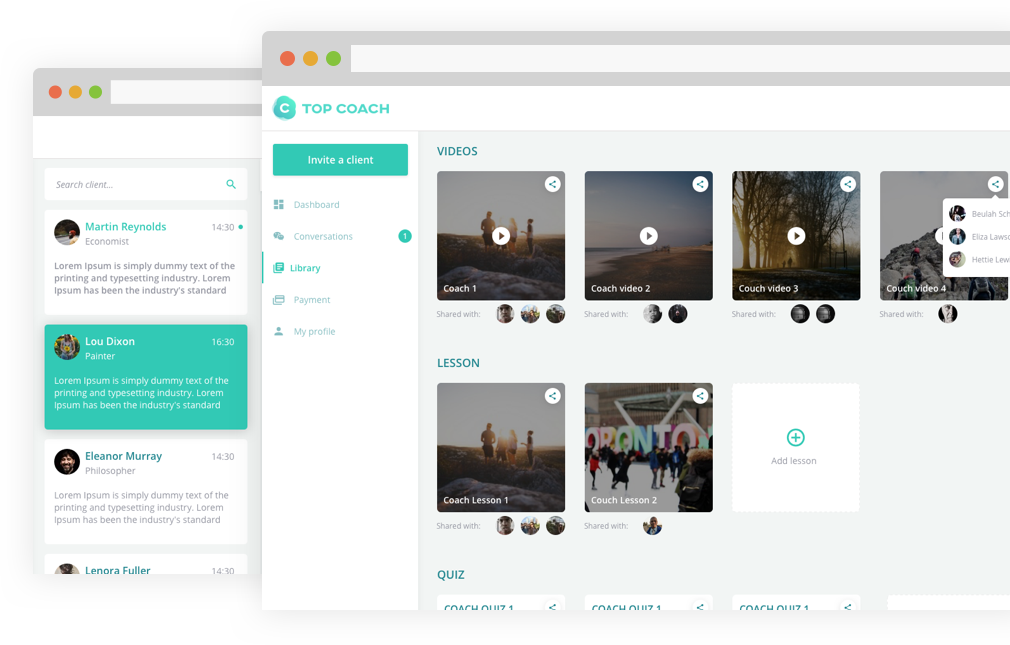 Search client...
Martin Reynolds
14:30
Economist
Lorem Ipsum is simply dummy text of the
printing and typesetting industry. Lorem
Ipsum has been the industry's standard
Lou Dixon
16:30
Painter
Lorem Ipsum is simply dummy text of the
printing and typesetting industry. Lorem
Ipsum has been the industry's standard
Eleanor Murray
14:30
Philosopher
Lorem Ipsum is simply dummy text of the
printing and typesetting industry. Lorem
Ipsum has been the industry's standard
Lenora Fuller
14:30
C TOP COACH
Invite a client
Dashboard
Conversations 1
Library
Payment
My profile
VIDEOS
Coach 1
Coach video 2
Couch video 3
Couch video 4
Beulah Sch
Eliza Lawso
Hettie Lew
Shared with:
Shared with:
Shared with:
Shared with:
LESSON
ORONTO
Coach Lesson 1
Couch Lesson 2
Add lesson
Shared with:
Shared with:
QUIZ
COACH QUIZ 1
COACH QUIZ 1
COACH QUIZ 1